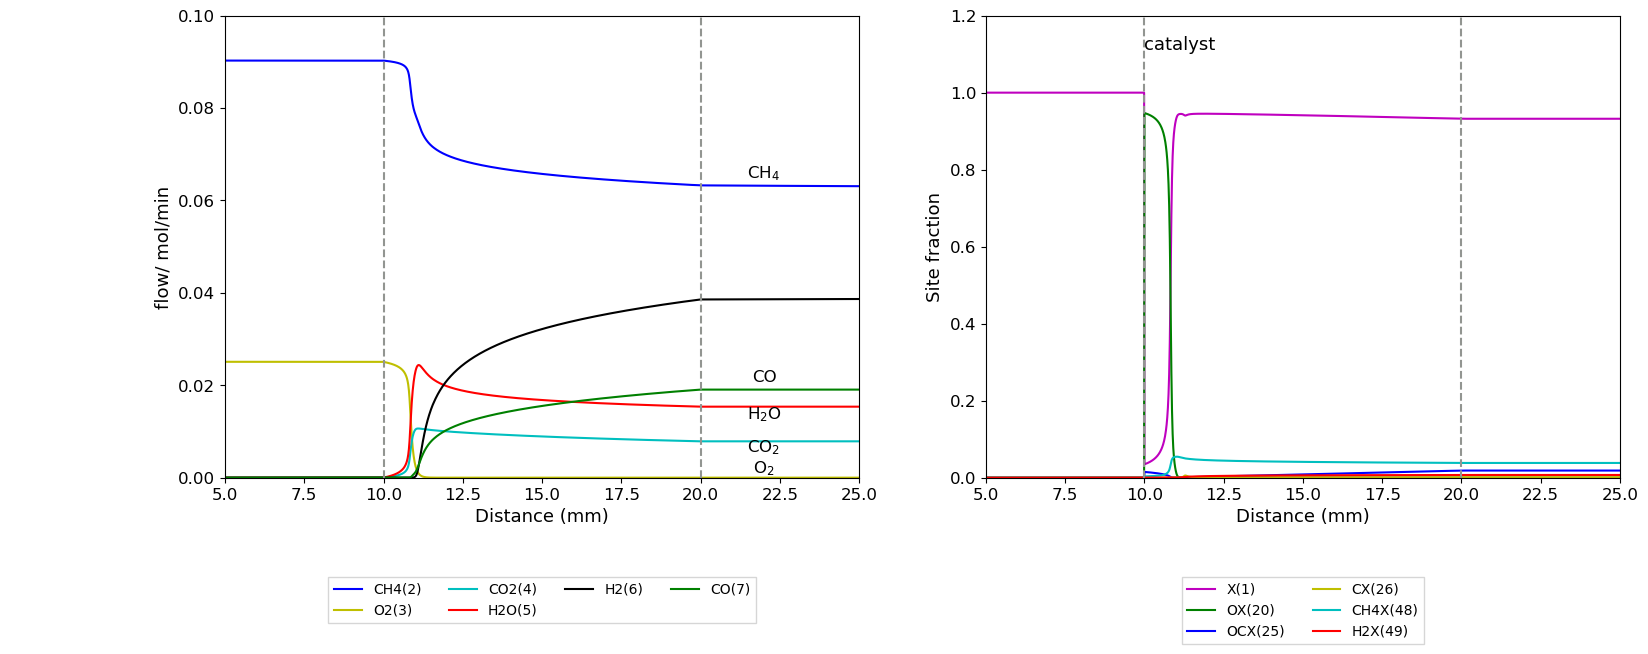 0.10
0.08
0.06
0.04
0.02
0.00
flow/ mol/min
CH4
CO
H2O
CO2
O2
5.0 7.5 10.0 12.5 15.0 17.5 20.0 22.5 25.0
Distance (mm)
CH4(2) CO2(4) H2(6) CO(7)
O2(3) H2O(5)
1.2
1.0
0.8
0.6
0.4
0.2
0.0
Site fraction
catalyst
5.0 7.5 10.0 12.5 15.0 17.5 20.0 22.5 25.0
Distance (mm)
X(1) CX(26)
OX(20) CH4X(48)
OCX(25) H2X(49)